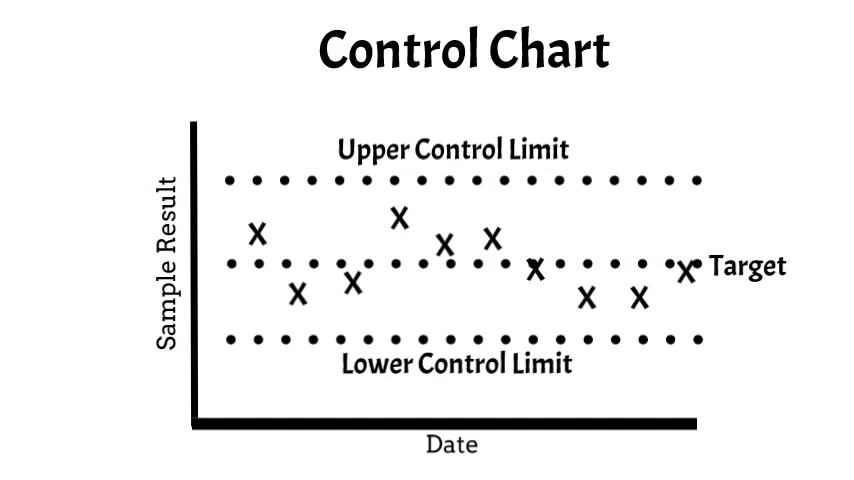 Control Chart
Upper Control Limit
Sample Result
Target
Lower Control Limit
Date